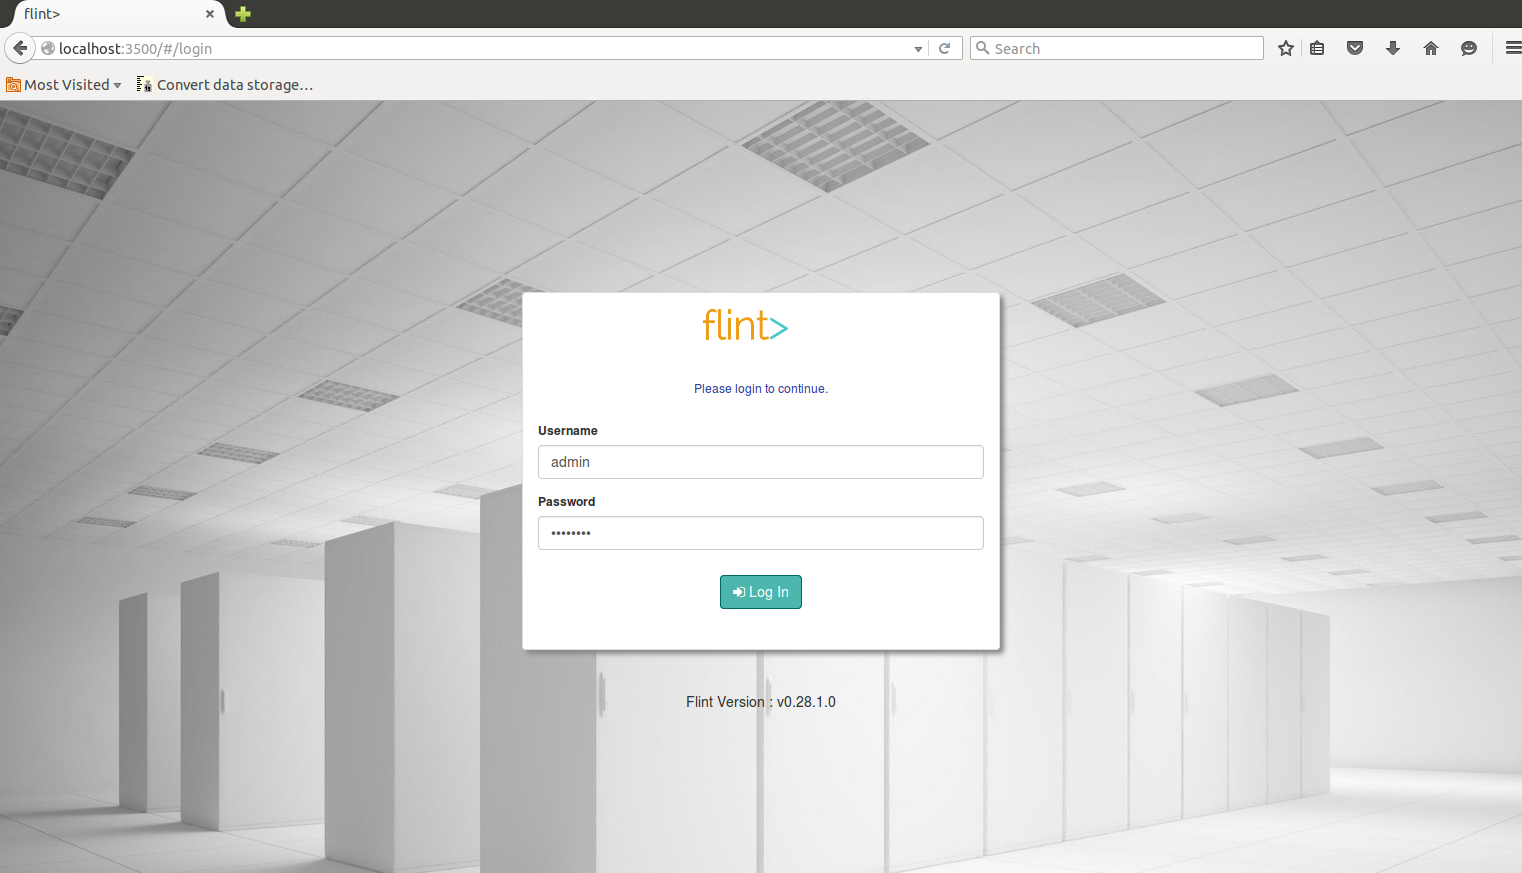 flint>
localhost:3500/#/login
Search
Most Visited
Convert data storage...
flint>
Please login to continue.
Username
admin
Password
••••••••
Log In
Flint Version : v0.28.1.0